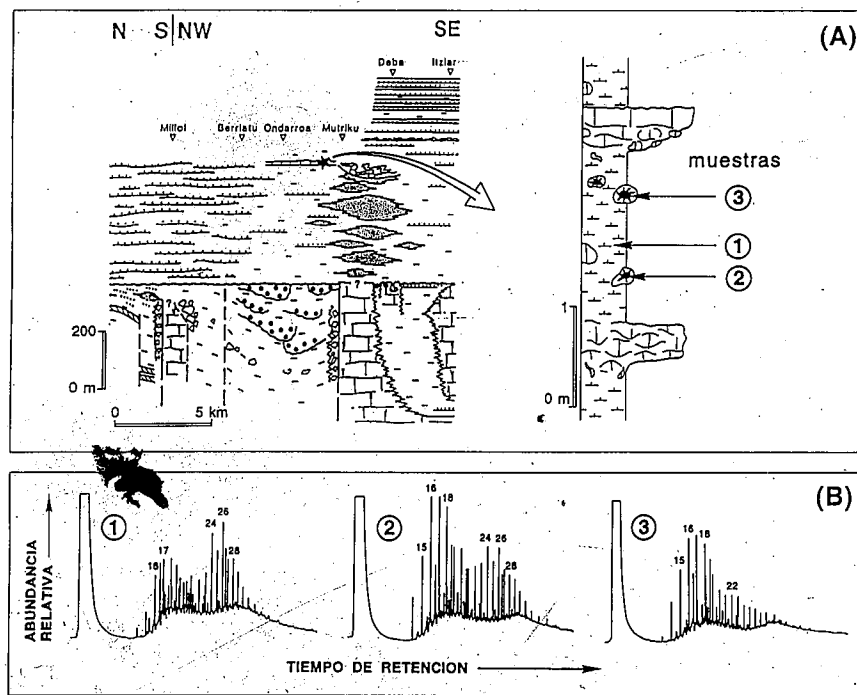 N S NW SE (A)
Deba Itziar
Milloi Berriatu Ondarroa Mutriku
muestras
3
1
2
? ? ?
200
0 m
0 5 km
1
0 m
(B)
ABUNDANCIA
RELATIVA
1
16 17 24 26 28
2
15 16 18 24 26 28
3
15 16 18 22
TIEMPO DE RETENCION